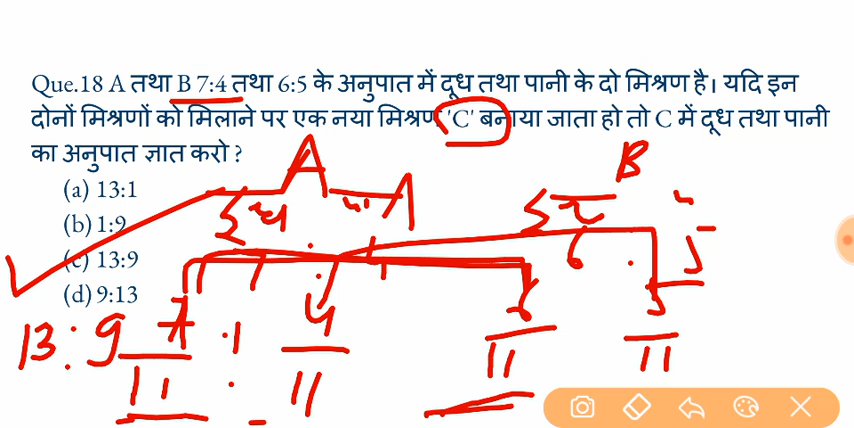 Que.18 A तथा B 7:4 तथा 6:5 के अनुपात में दूध तथा पानी के दो मिश्रण है। यदि इन
दोनों मिश्रणों को मिलाने पर एक नया मिश्रण 'C' बनाया जाता हो तो C में दूध तथा पानी
का अनुपात ज्ञात करो ?
(a) 13:1
(b) 1:9
(c) 13:9
(d) 9:13
A
B
6 : 5
7 : 4 6 5
11 : 11 11 11
13:9